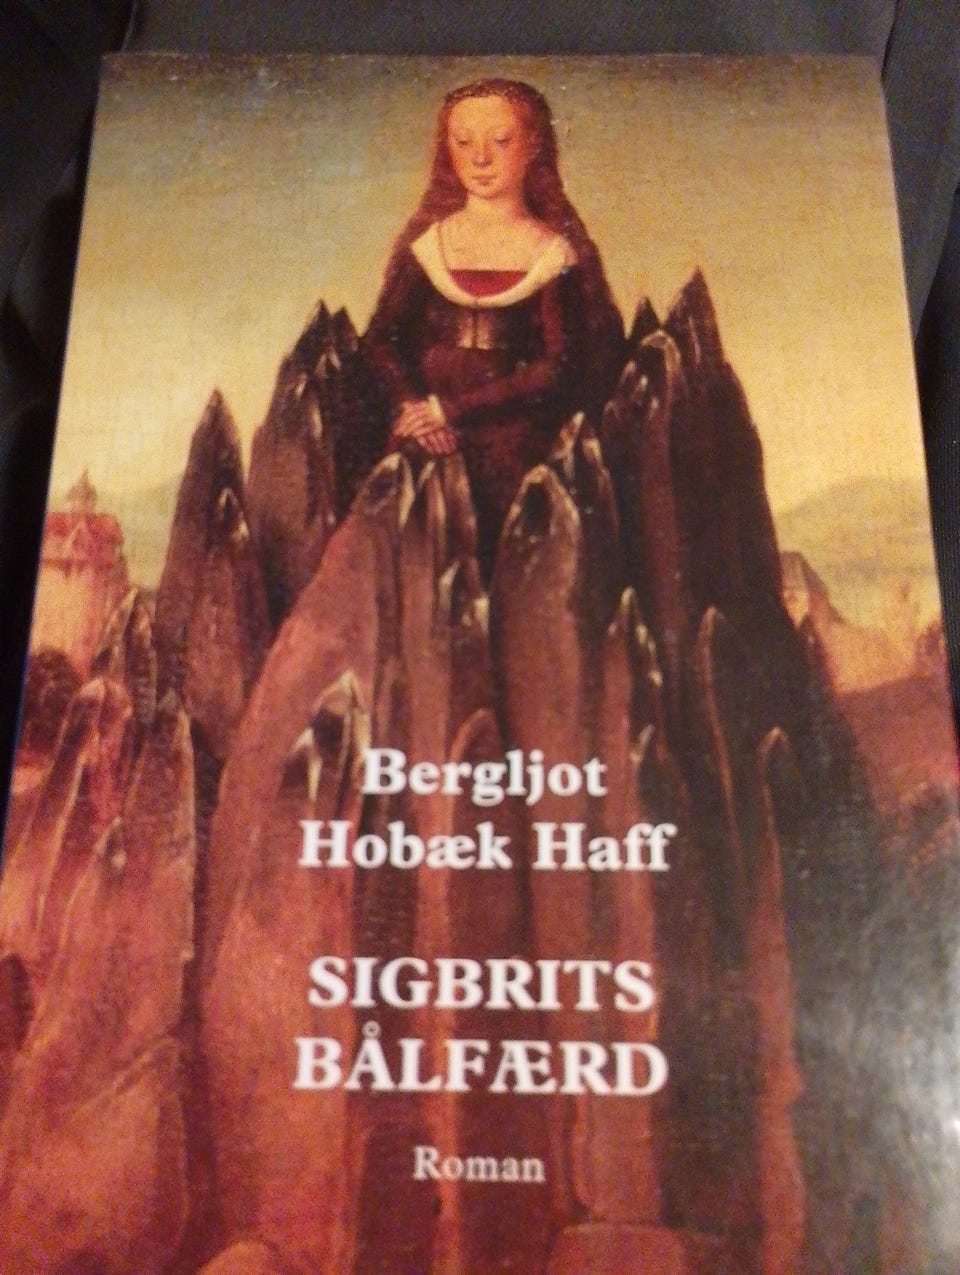 Bergljot
Hobæk Haff
SIGBRITS
BÅLFÆRD
Roman